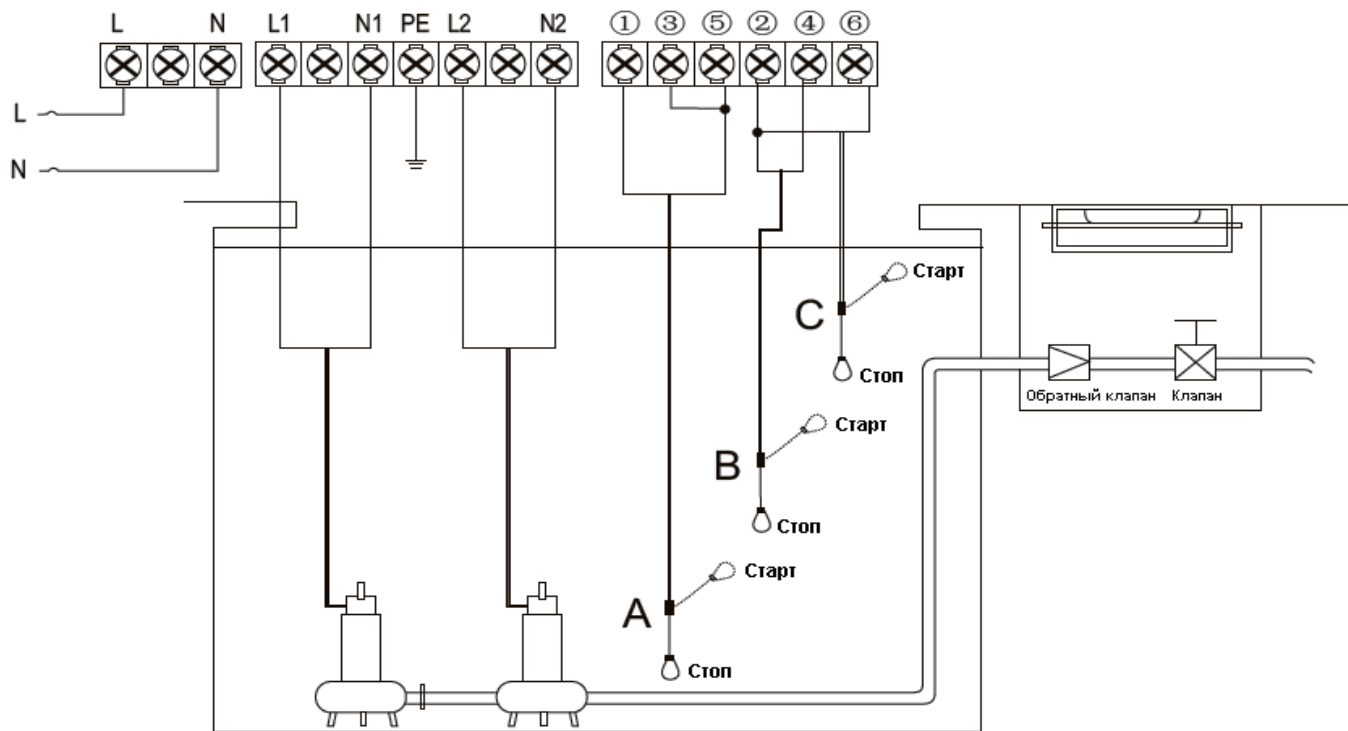 L N L1 N1 PE L2 N2 ① ③ ⑤ ② ④ ⑥
L
N
Старт
C
Стоп
Обратный клапан Клапан
Старт
B
Стоп
Старт
A
Стоп